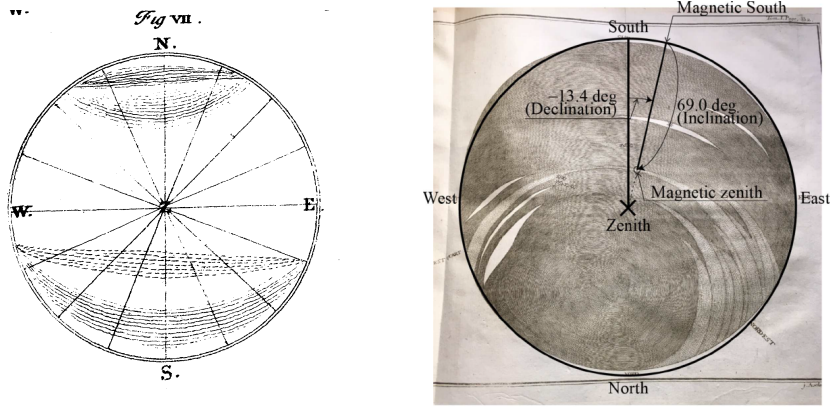 Fig VII.
N.
W.
E
S.
Magnetic South
South
–13.4 deg
(Declination)
69.0 deg
(Inclination)
West
Magnetic zenith
East
Zenith
North